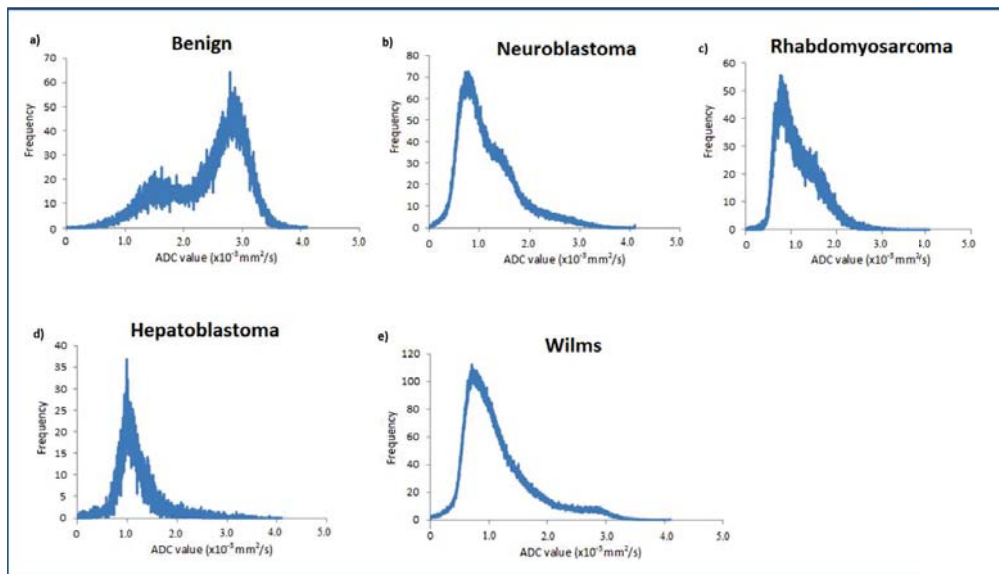 a)
Benign
Frequency
70
60
50
40
30
20
10
0
0 1.0 2.0 3.0 4.0 5.0
ADC value (x10⁻³ mm²/s)
b)
Neuroblastoma
Frequency
80
70
60
50
40
30
20
10
0
0 1.0 2.0 3.0 4.0 5.0
ADC value (x10⁻³ mm²/s)
c)
Rhabdomyosarcoma
Frequency
60
50
40
30
20
10
0
0 1.0 2.0 3.0 4.0 5.0
ADC value (x10⁻³ mm²/s)
d)
Hepatoblastoma
Frequency
40
35
30
25
20
15
10
5
0
0 1.0 2.0 3.0 4.0 5.0
ADC value (x10⁻³ mm²/s)
e)
Wilms
Frequency
120
100
80
60
40
20
0
0 1.0 2.0 3.0 4.0 5.0
ADC value (x10⁻³ mm²/s)